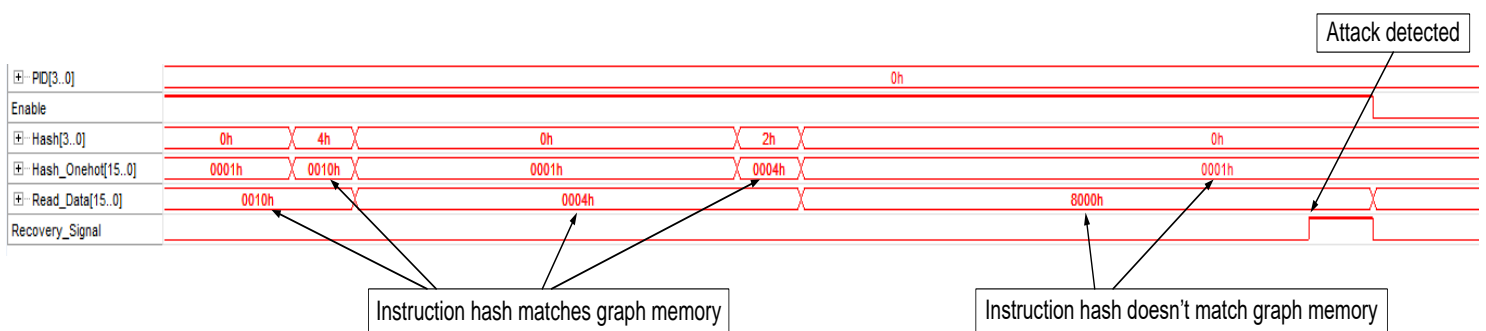 Attack detected
PID[3..0] 0h
Enable
Hash[3..0] 0h 4h 0h 2h 0h
Hash_Onehot[15..0] 0001h 0010h 0001h 0004h 0001h
Read_Data[15..0] 0010h 0004h 8000h
Recovery_Signal
Instruction hash matches graph memory Instruction hash doesn't match graph memory